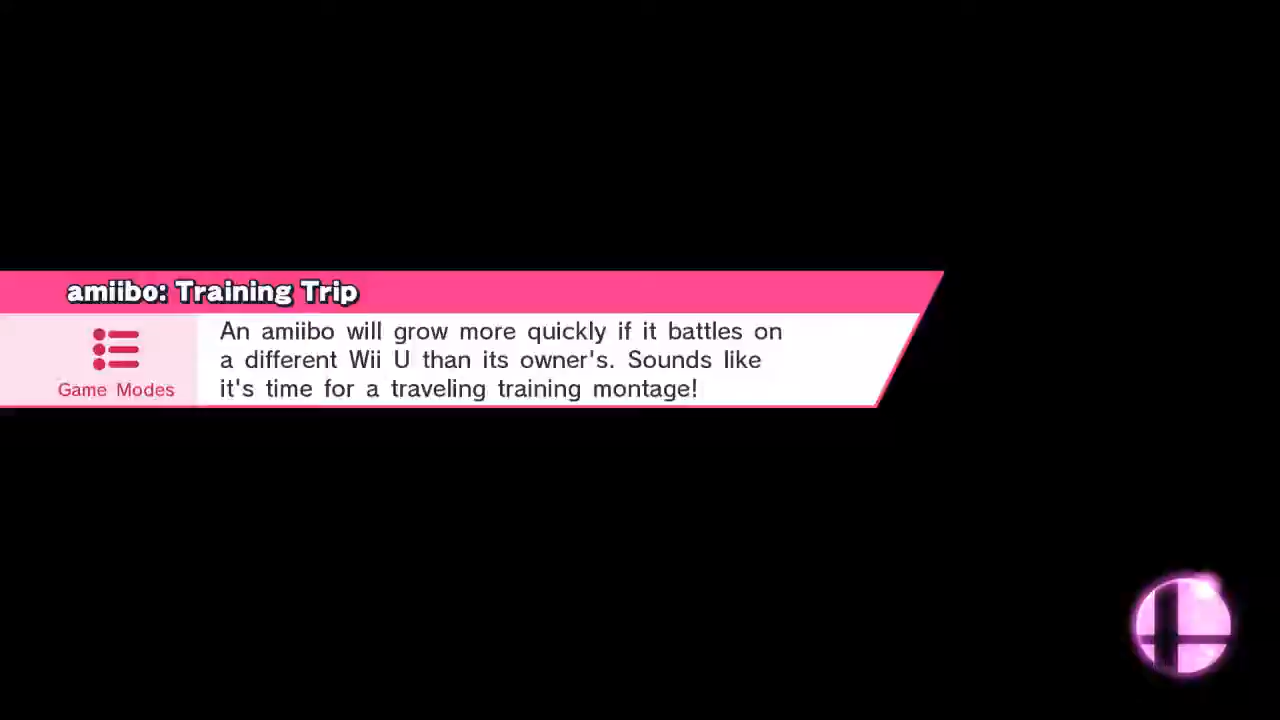 amiibo: Training Trip
An amiibo will grow more quickly if it battles on
a different Wii U than its owner's. Sounds like
it's time for a traveling training montage!
Game Modes